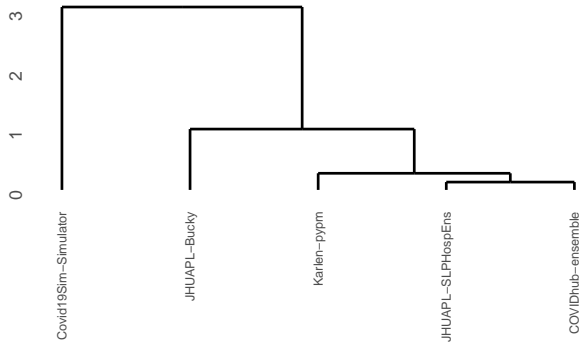 3
2
1
0
Covid19Sim−Simulator
JHUAPL−Bucky
Karlen−pypm
JHUAPL−SLPHospEns
COVIDhub−ensemble